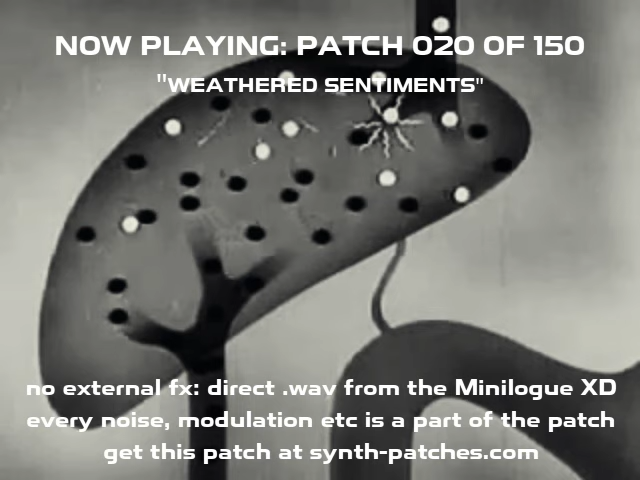 NOW PLAYING: PATCH 020 OF 150
"WEATHERED SENTIMENTS"
no external fx: direct .wav from the Minilogue XD
every noise, modulation etc is a part of the patch
get this patch at synth-patches.com